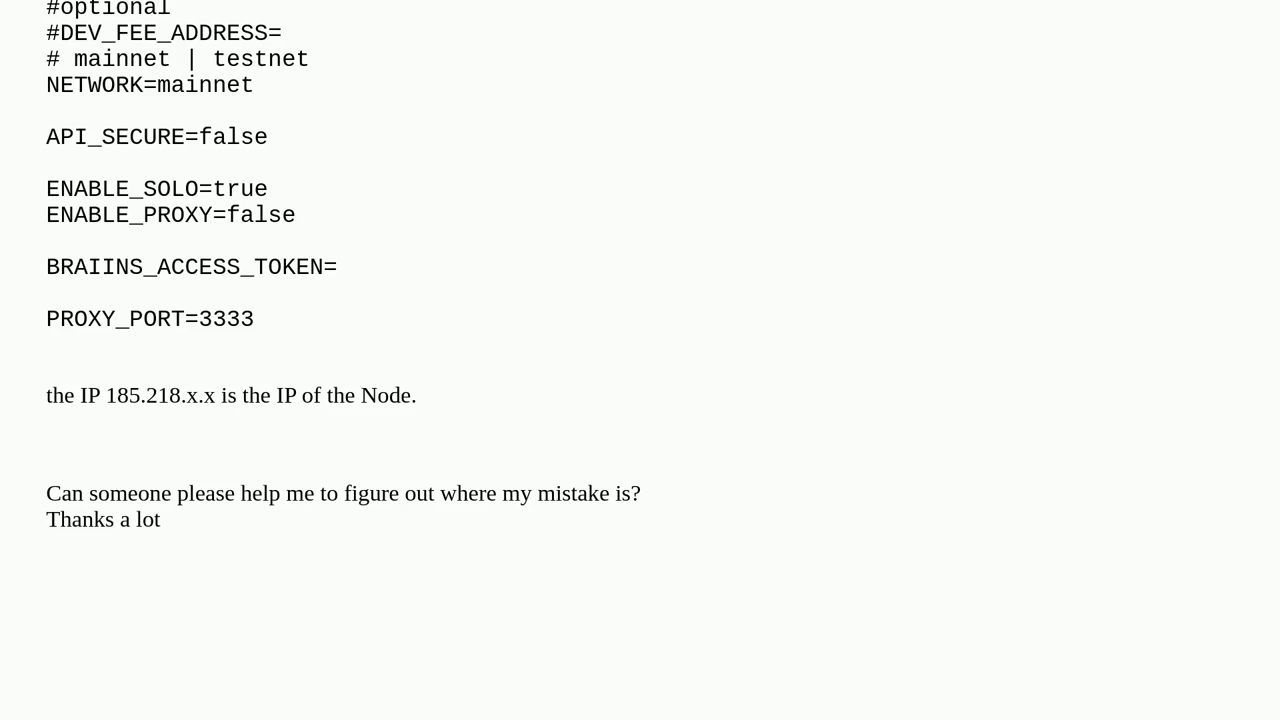 #optional
#DEV_FEE_ADDRESS=
# mainnet | testnet
NETWORK=mainnet
API_SECURE=false
ENABLE_SOLO=true
ENABLE_PROXY=false
BRAIINS_ACCESS_TOKEN=
PROXY_PORT=3333
the IP 185.218.x.x is the IP of the Node.
Can someone please help me to figure out where my mistake is?
Thanks a lot